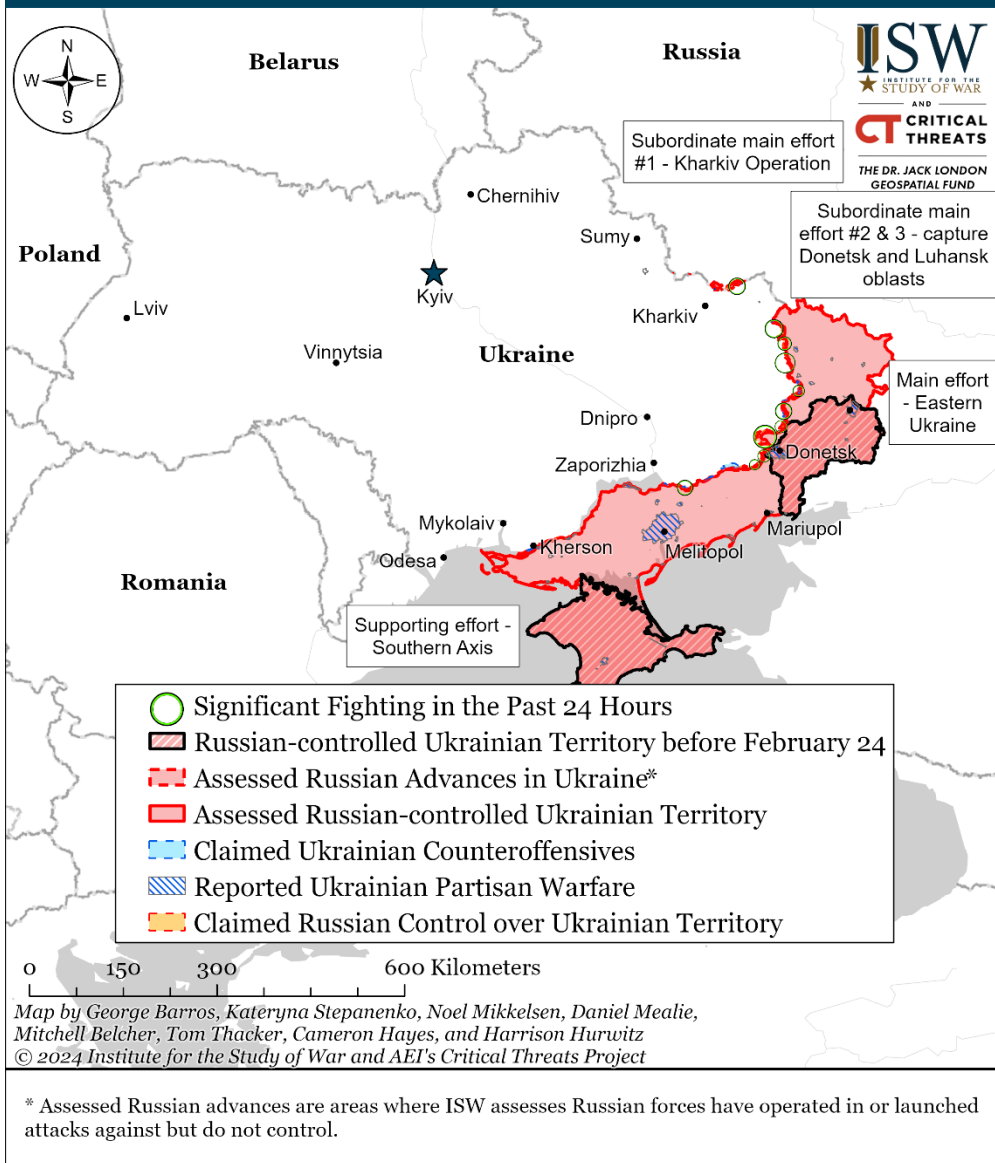 N
W
E
S
Belarus
Russia
ISW
INSTITUTE FOR THE
STUDY OF WAR
AND
CT CRITICAL
THREATS
THE DR. JACK LONDON
GEOSPATIAL FUND
Subordinate main effort
#1 - Kharkiv Operation
Subordinate main
effort #2 & 3 - capture
Donetsk and Luhansk
oblasts
Chernihiv
Sumy
Poland
Kyiv
Lviv
Kharkiv
Vinnytsia
Ukraine
Main effort
- Eastern
Ukraine
Dnipro
Donetsk
Zaporizhia
Mykolaiv
Mariupol
Kherson
Melitopol
Odesa
Romania
Supporting effort -
Southern Axis
Significant Fighting in the Past 24 Hours
Russian-controlled Ukrainian Territory before February 24
Assessed Russian Advances in Ukraine*
Assessed Russian-controlled Ukrainian Territory
Claimed Ukrainian Counteroffensives
Reported Ukrainian Partisan Warfare
Claimed Russian Control over Ukrainian Territory
0 150 300 600 Kilometers
Map by George Barros, Kateryna Stepanenko, Noel Mikkelsen, Daniel Mealie,
Mitchell Belcher, Tom Thacker, Cameron Hayes, and Harrison Hurwitz
© 2024 Institute for the Study of War and AEI's Critical Threats Project
* Assessed Russian advances are areas where ISW assesses Russian forces have operated in or launched
attacks against but do not control.